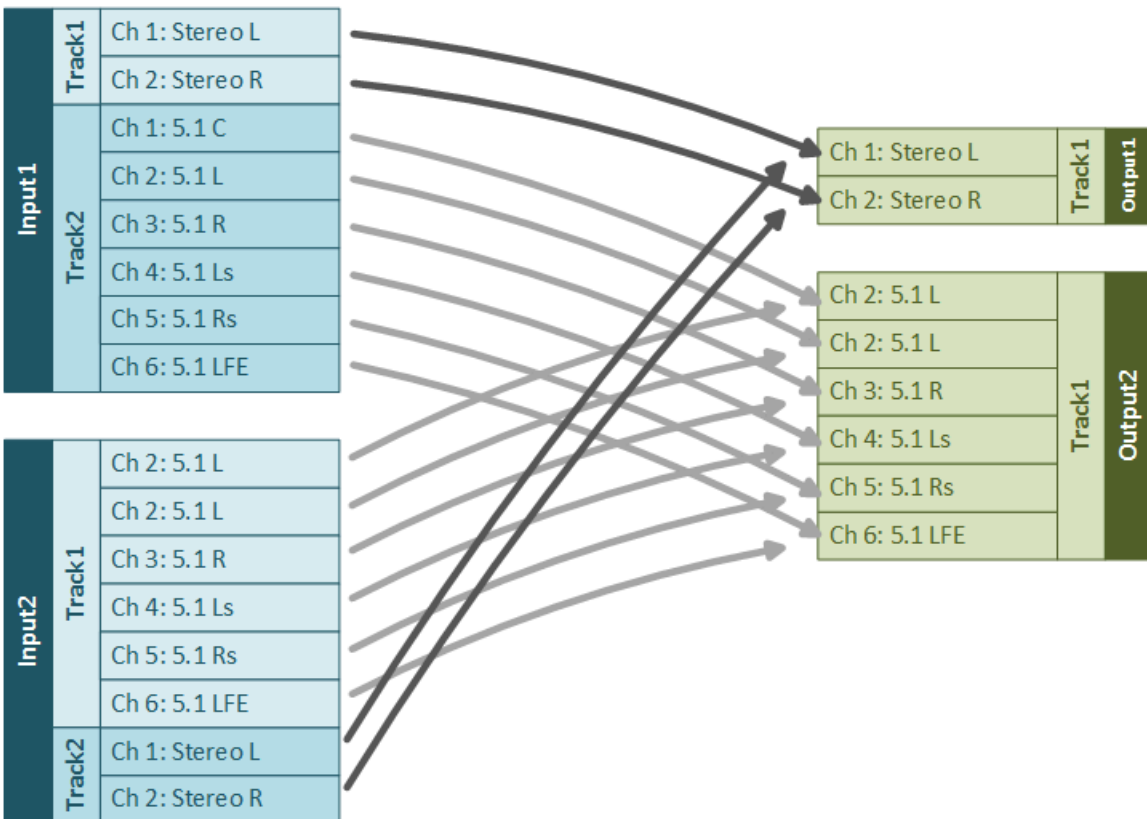 Input1
Track1
Ch 1: Stereo L
Ch 2: Stereo R
Track2
Ch 1: 5.1 C
Ch 2: 5.1 L
Ch 3: 5.1 R
Ch 4: 5.1 Ls
Ch 5: 5.1 Rs
Ch 6: 5.1 LFE
Input2
Track1
Ch 2: 5.1 L
Ch 2: 5.1 L
Ch 3: 5.1 R
Ch 4: 5.1 Ls
Ch 5: 5.1 Rs
Ch 6: 5.1 LFE
Track2
Ch 1: Stereo L
Ch 2: Stereo R
Ch 1: Stereo L
Ch 2: Stereo R
Track1
Output1
Ch 2: 5.1 L
Ch 2: 5.1 L
Ch 3: 5.1 R
Ch 4: 5.1 Ls
Ch 5: 5.1 Rs
Ch 6: 5.1 LFE
Track1
Output2